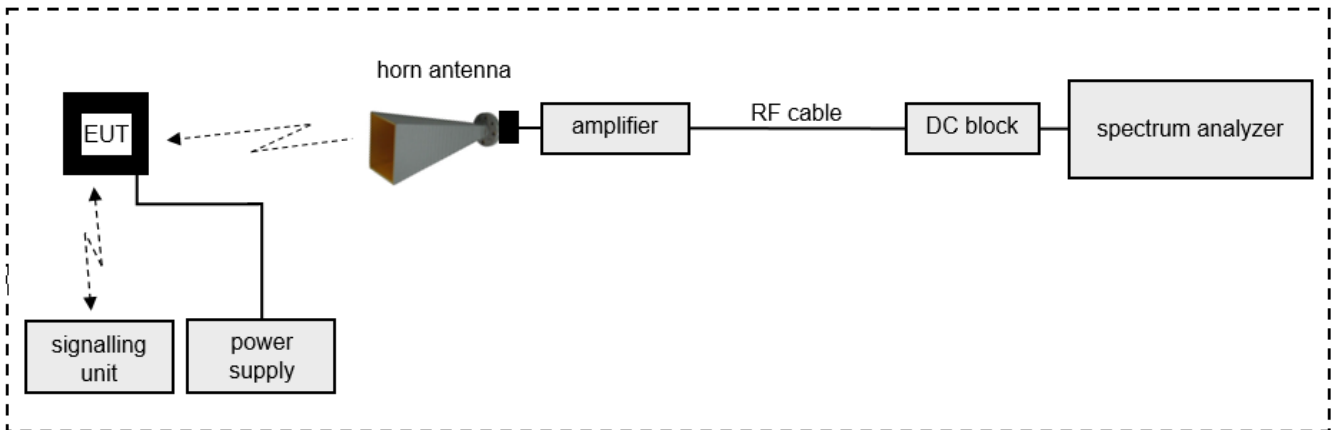 horn antenna
EUT
amplifier
RF cable
DC block
spectrum analyzer
signalling
unit
power
supply